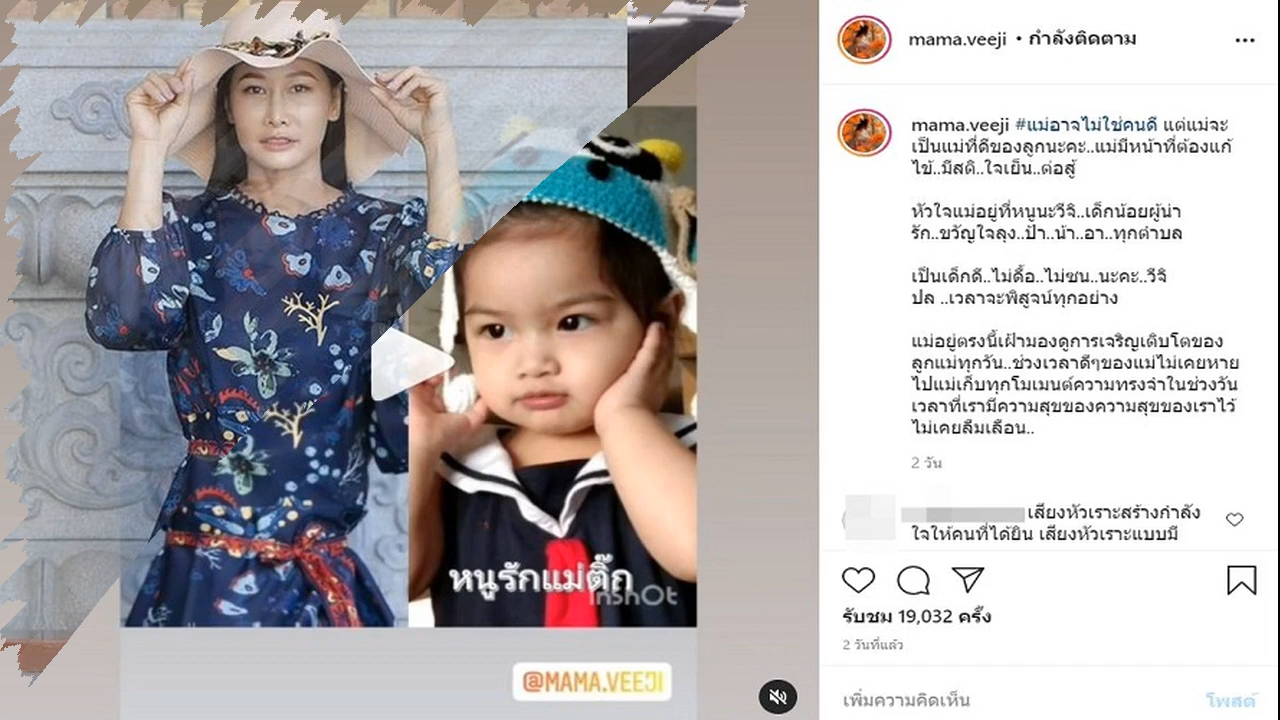 mama.veeji • กำลังติดตาม
mama.veeji #แม่อาจไม่ใช่คนดี แต่แม่จะ
เป็นแม่ที่ดีของลูกนะคะ..แม่มีหน้าที่ต้องแก้
ไข้..มีสติ..ใจเย็น..ต่อสู้
หัวใจแม่อยู่ที่หนูนะวีจิ..เด็กน้อยผู้น่า
รัก..ขวัญใจลุง..ป้า..น้า..อา..ทุกตำบล
เป็นเด็กดี..ไม่ดื้อ..ไม่ซน..นะคะ..วีจิ
ปล ..เวลาจะพิสูจน์ทุกอย่าง
แม่อยู่ตรงนี้เฝ้ามองดูการเจริญเติบโตของ
ลูกแม่ทุกวัน..ช่วงเวลาดีๆของแม่ไม่เคยหาย
ไปแม่เก็บทุกโมเมนต์ความทรงจำในช่วงวัน
เวลาที่เรามีความสุขของความสุขของเราไว้
ไม่เคยลืมเลือน..
2 วัน
เสียงหัวเราะสร้างกำลัง
ใจให้คนที่ได้ยิน เสียงหัวเราะแบบมี
รับชม 19,032 ครั้ง
2 วันที่แล้ว
เพิ่มความคิดเห็น โพสต์
หนูรักแม่ติ๊ก
InShOt
@MAMA.VEEJI